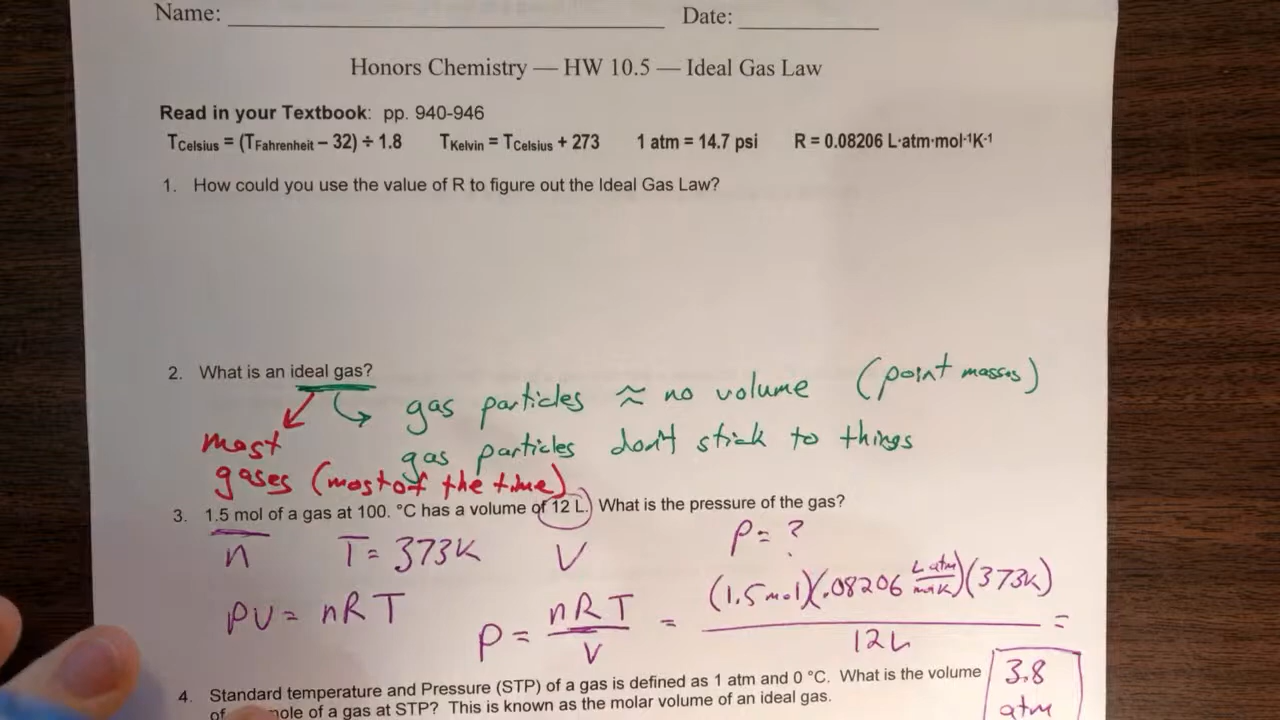 Name: ____ Date: ____
Honors Chemistry — HW 10.5 — Ideal Gas Law
Read in your Textbook: pp. 940-946
TCelsius = (TFahrenheit – 32) ÷ 1.8 TKelvin = TCelsius + 273 1 atm = 14.7 psi R = 0.08206 L·atm·mol⁻¹K⁻¹
1. How could you use the value of R to figure out the Ideal Gas Law?
2. What is an ideal gas?
gas particles ≈ no volume (point masses)
most gas particles don't stick to things
gases (most of the time)
3. 1.5 mol of a gas at 100. °C has a volume of 12 L. What is the pressure of the gas?
n T = 373K V P = ?
PV = nRT P = nRT / V = (1.5 mol)(.08206 L atm / mol K)(373K) / 12L =
3.8 atm
4. Standard temperature and Pressure (STP) of a gas is defined as 1 atm and 0 °C. What is the volume
of mole of a gas at STP? This is known as the molar volume of an ideal gas.